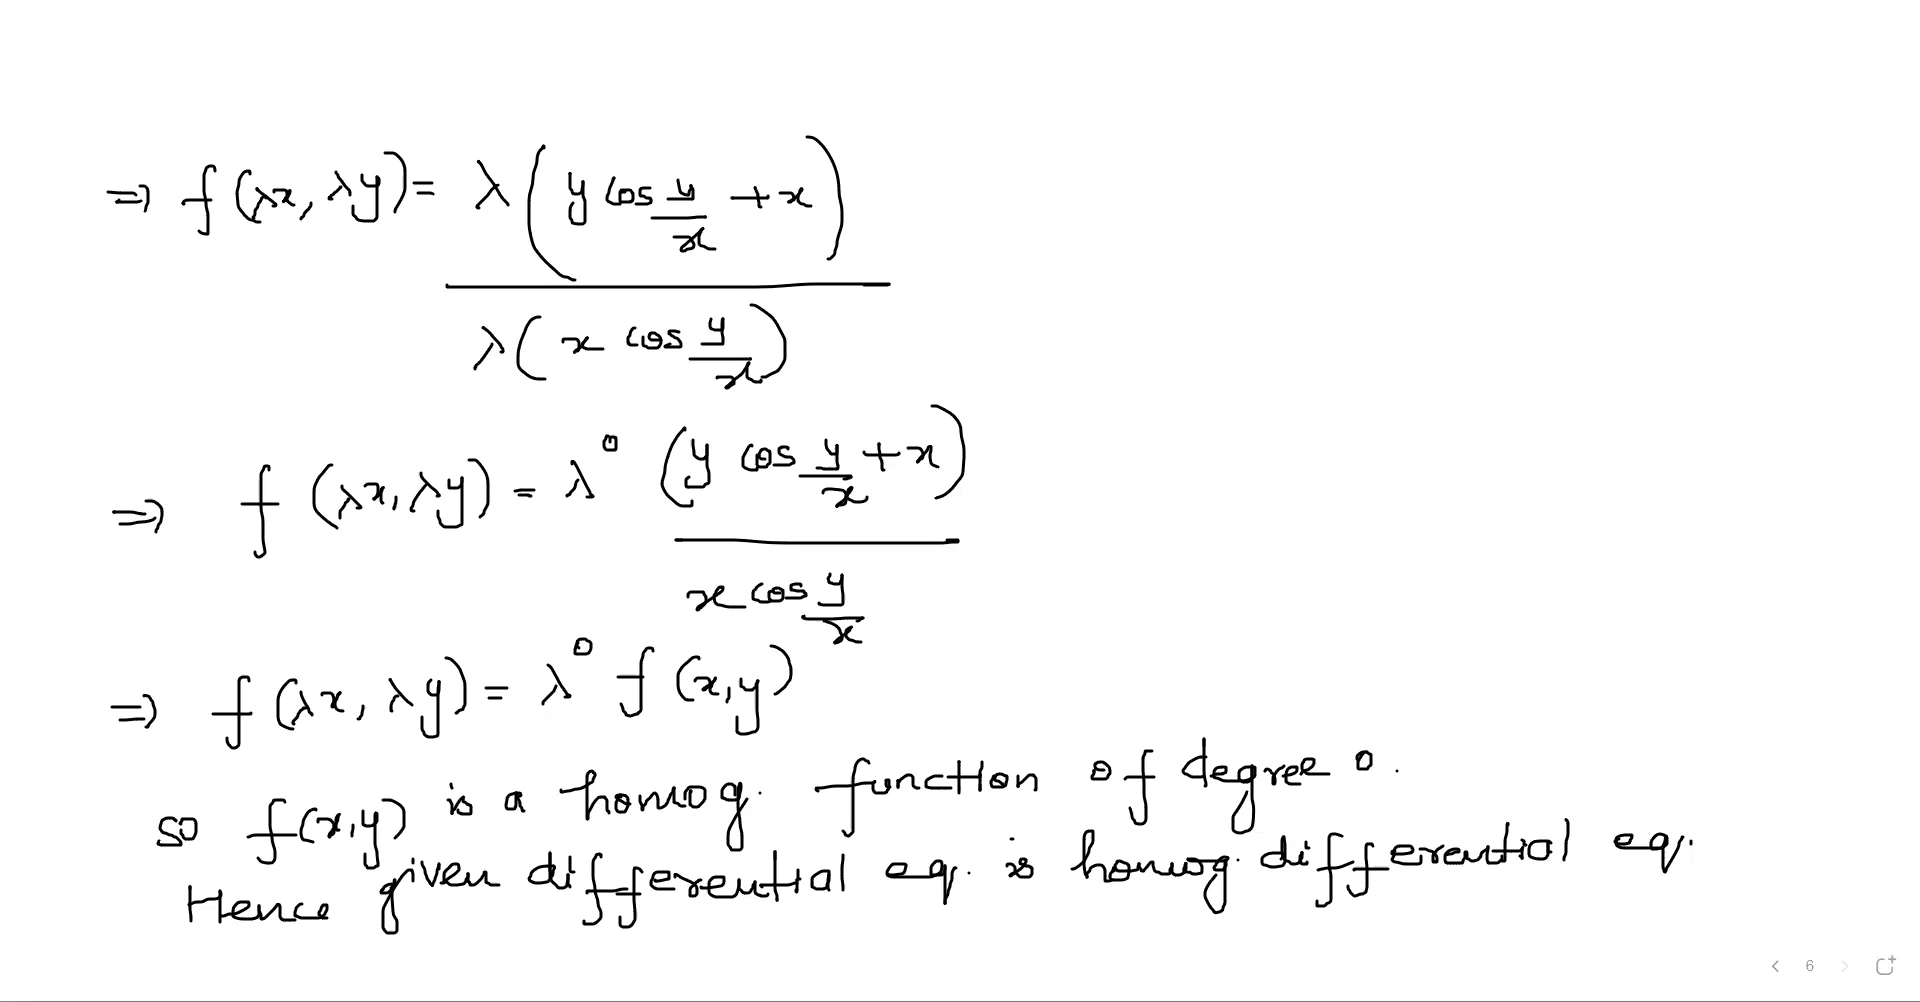 ⇒ f(λx, λy) = λ(y cos y/x + x) / λ(x cos y/x)
⇒ f(λx, λy) = λ⁰ (y cos y/x + x) / x cos y/x
⇒ f(λx, λy) = λ⁰ f(x,y)
so f(x,y) is a homog. function of degree 0.
Hence given differential eq. is homog. differential eq.
6